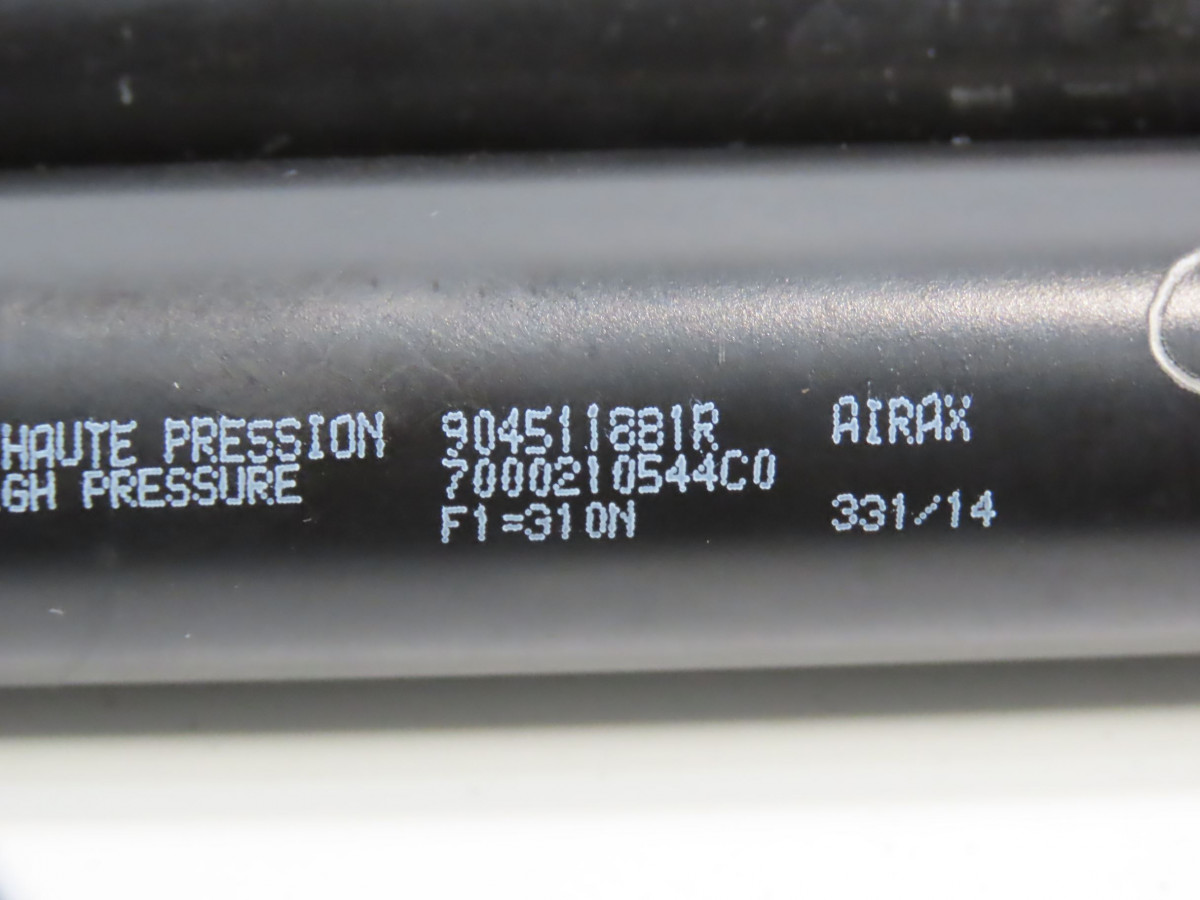 HAUTE PRESSION 904511881R AIRAX
GH PRESSURE 7000210544C0
F1=310N 331/14